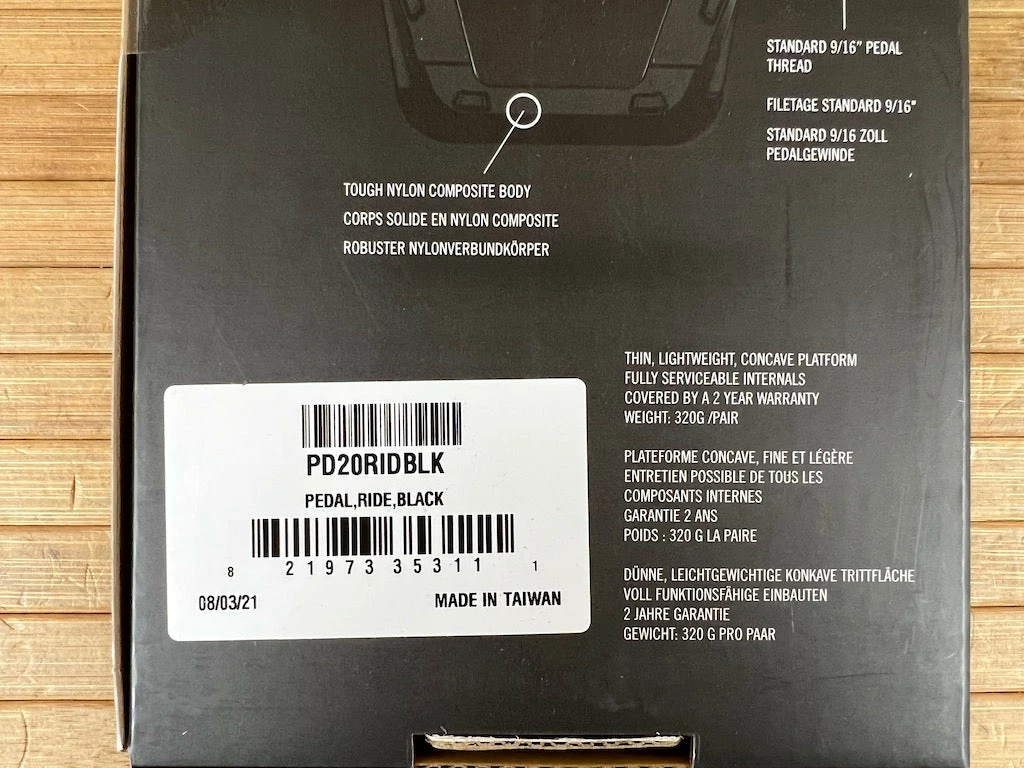 STANDARD 9/16" PEDAL
THREAD
FILETAGE STANDARD 9/16"
STANDARD 9/16 ZOLL
PEDALGEWINDE
TOUGH NYLON COMPOSITE BODY
CORPS SOLIDE EN NYLON COMPOSITE
ROBUSTER NYLONVERBUNDKÖRPER
THIN, LIGHTWEIGHT, CONCAVE PLATFORM
FULLY SERVICEABLE INTERNALS
COVERED BY A 2 YEAR WARRANTY
WEIGHT: 320G /PAIR
PLATEFORME CONCAVE, FINE ET LÉGÈRE
ENTRETIEN POSSIBLE DE TOUS LES
COMPOSANTS INTERNES
GARANTIE 2 ANS
POIDS : 320 G LA PAIRE
DÜNNE, LEICHTGEWICHTIGE KONKAVE TRITTFLÄCHE
VOLL FUNKTIONSFÄHIGE EINBAUTEN
2 JAHRE GARANTIE
GEWICHT: 320 G PRO PAAR
PD20RIDBLK
PEDAL,RIDE,BLACK
8 21973 35311 1
08/03/21 MADE IN TAIWAN